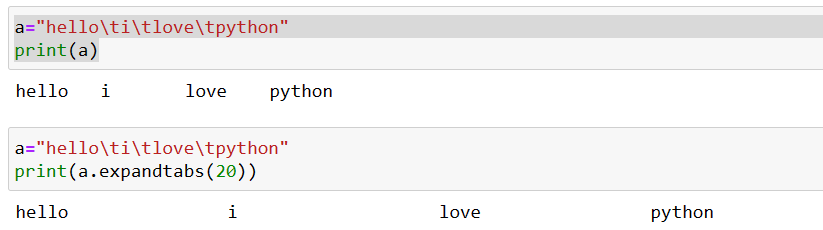 a="hello\ti\tlove\tpython"
print(a)
hello   i       love    python
a="hello\ti\tlove\tpython"
print(a.expandtabs(20))
hello               i                   love                python